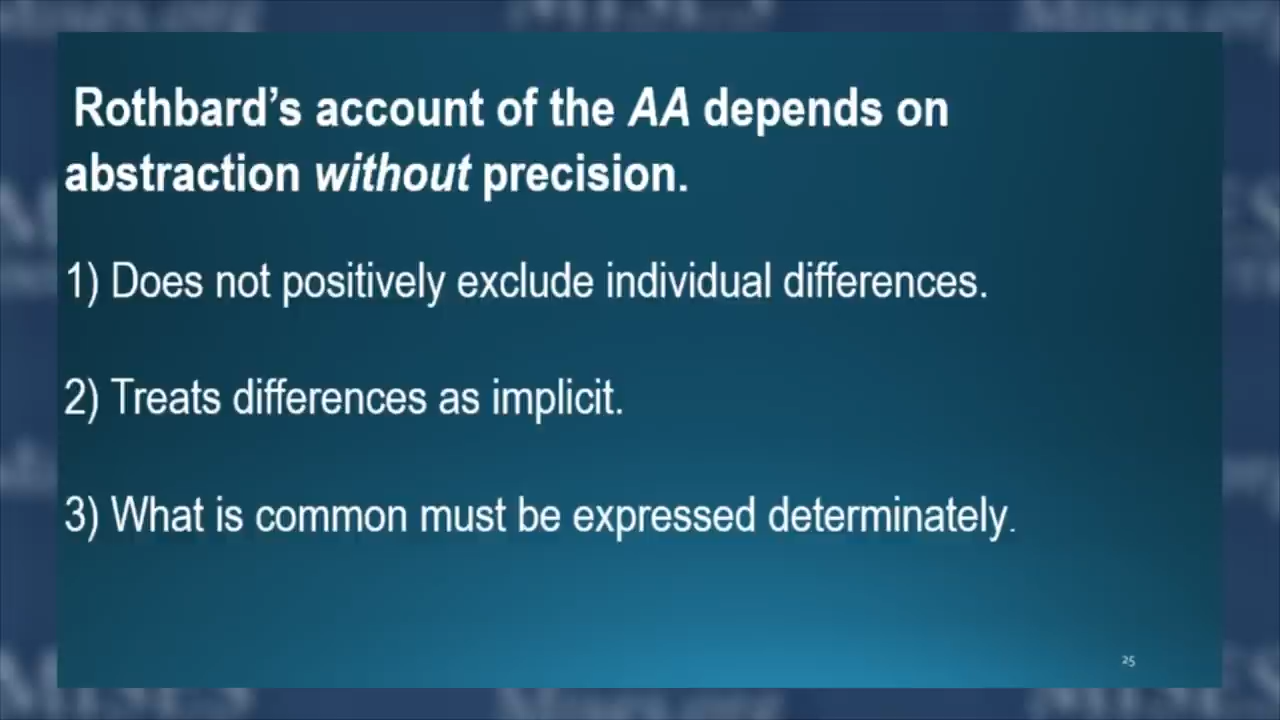 Rothbard’s account of the AA depends on
abstraction without precision.
1) Does not positively exclude individual differences.
2) Treats differences as implicit.
3) What is common must be expressed determinately.
25